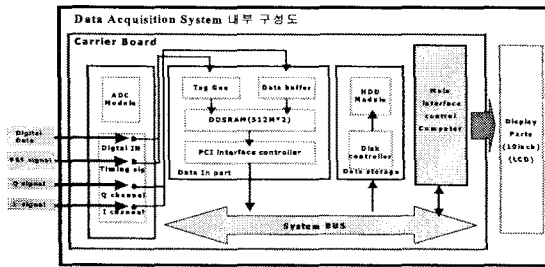 Data Acquisition System 내부 구성도
Carrier Board
ADC
Module
Digital IN
Timing sig
Q channel
I channel
Digital
Data
signal
Q signal
signal
Tag Gen
Data buffer
DDSRAM(512M*2)
PCI Interface controller
Data In part
HDD
Module
Disk
controller
Data storage
Main
Interface
control
Computer
Display
Parts
(10inch)
(LCD)
System BUS